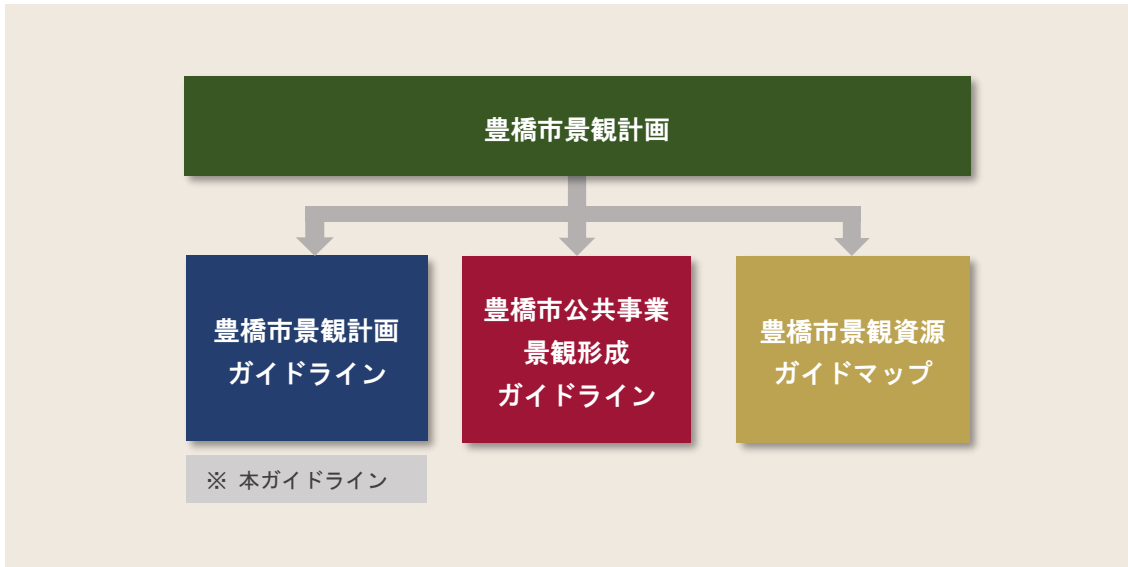 豊橋市景観計画
豊橋市景観計画
ガイドライン
豊橋市公共事業
景観形成
ガイドライン
豊橋市景観資源
ガイドマップ
※ 本ガイドライン